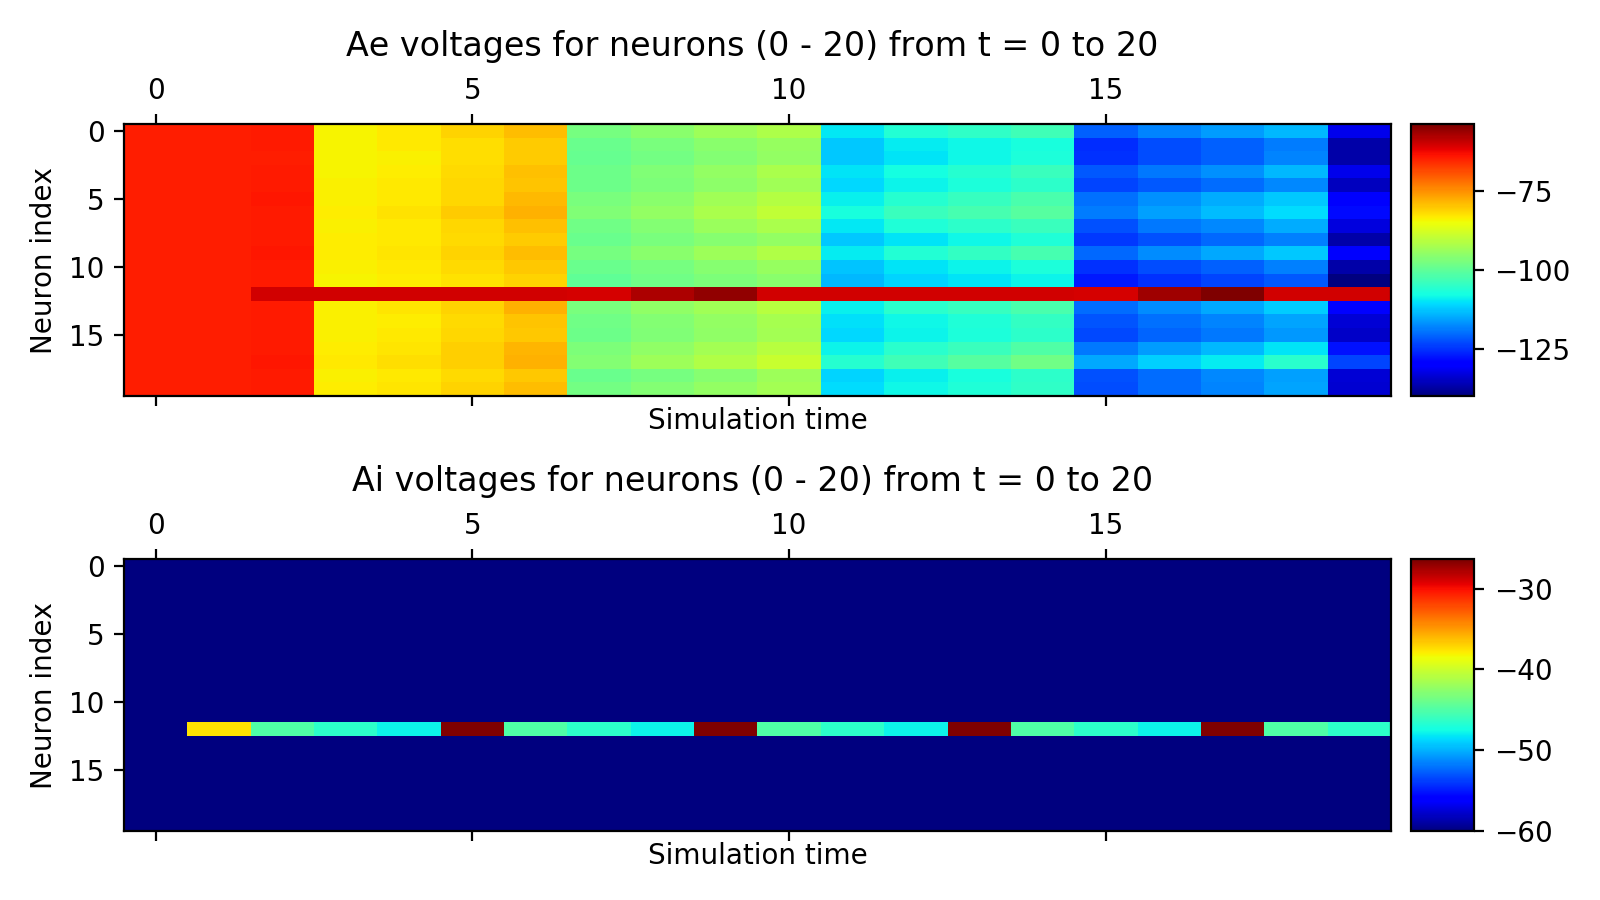 Ae voltages for neurons (0 - 20) from t = 0 to 20
0 5 10 15
Neuron index
0
5
10
15
Simulation time
−75
−100
−125
Ai voltages for neurons (0 - 20) from t = 0 to 20
0 5 10 15
Neuron index
0
5
10
15
Simulation time
−30
−40
−50
−60